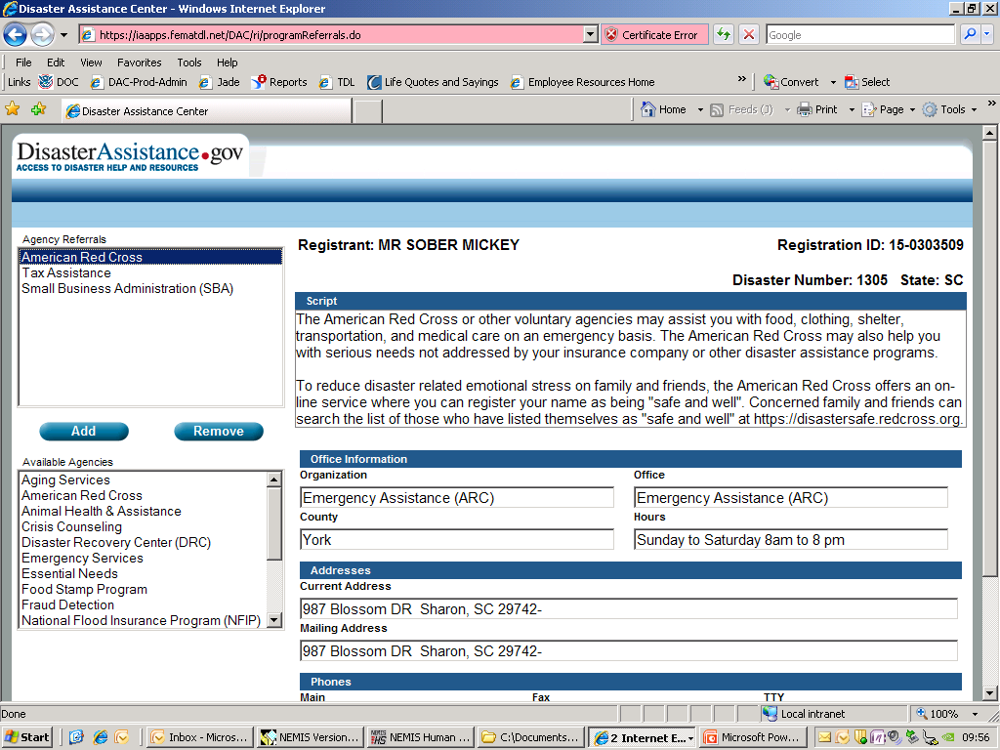 Disaster Assistance Center - Windows Internet Explorer
https://iaapps.fematdl.net/DAC/ri/programReferrals.do
Certificate Error
Google
File Edit View Favorites Tools Help
Links DOC DAC-Prod-Admin Jade Reports TDL Life Quotes and Sayings Employee Resources Home » Convert Select
Disaster Assistance Center
Home Feeds (J) Print Page Tools »
DisasterAssistance.gov
ACCESS TO DISASTER HELP AND RESOURCES
Agency Referrals
American Red Cross
Tax Assistance
Small Business Administration (SBA)
Add Remove
Available Agencies
Aging Services
American Red Cross
Animal Health & Assistance
Crisis Counseling
Disaster Recovery Center (DRC)
Emergency Services
Essential Needs
Food Stamp Program
Fraud Detection
National Flood Insurance Program (NFIP)
Registrant: MR SOBER MICKEY Registration ID: 15-0303509
Disaster Number: 1305 State: SC
Script
The American Red Cross or other voluntary agencies may assist you with food, clothing, shelter,
transportation, and medical care on an emergency basis. The American Red Cross may also help you
with serious needs not addressed by your insurance company or other disaster assistance programs.
To reduce disaster related emotional stress on family and friends, the American Red Cross offers an on-
line service where you can register your name as being "safe and well". Concerned family and friends can
search the list of those who have listed themselves as "safe and well" at https://disastersafe.redcross.org.
Office Information
Organization Office
Emergency Assistance (ARC) Emergency Assistance (ARC)
County Hours
York Sunday to Saturday 8am to 8 pm
Addresses
Current Address
987 Blossom DR Sharon, SC 29742-
Mailing Address
987 Blossom DR Sharon, SC 29742-
Phones
Main Fax TTY
Done Local intranet 100%
Start Inbox - Micros... NEMIS Version... NEMIS Human ... C:\Documents... 2 Internet E... Microsoft Pow... 09:56